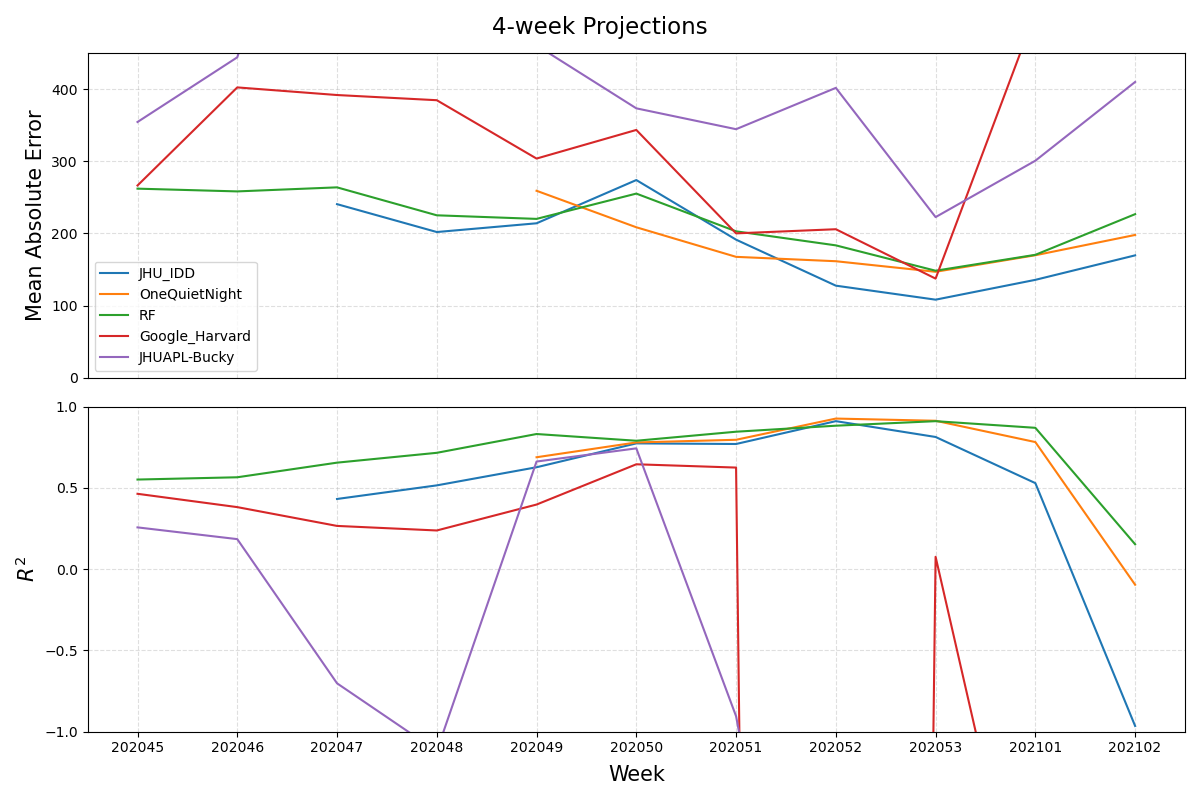 4-week Projections
Mean Absolute Error
400
300
200
100
0
JHU_IDD
OneQuietNight
RF
Google_Harvard
JHUAPL-Bucky
R²
1.0
0.5
0.0
−0.5
−1.0
202045 202046 202047 202048 202049 202050 202051 202052 202053 202101 202102
Week